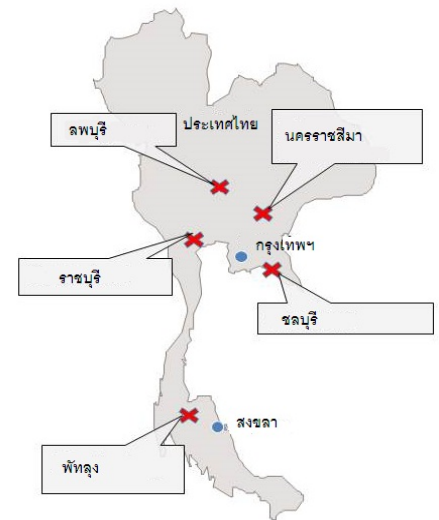 ลพบุรี
ประเทศไทย
นครราชสีมา
กรุงเทพฯ
ราชบุรี
ชลบุรี
สงขลา
พัทลุง